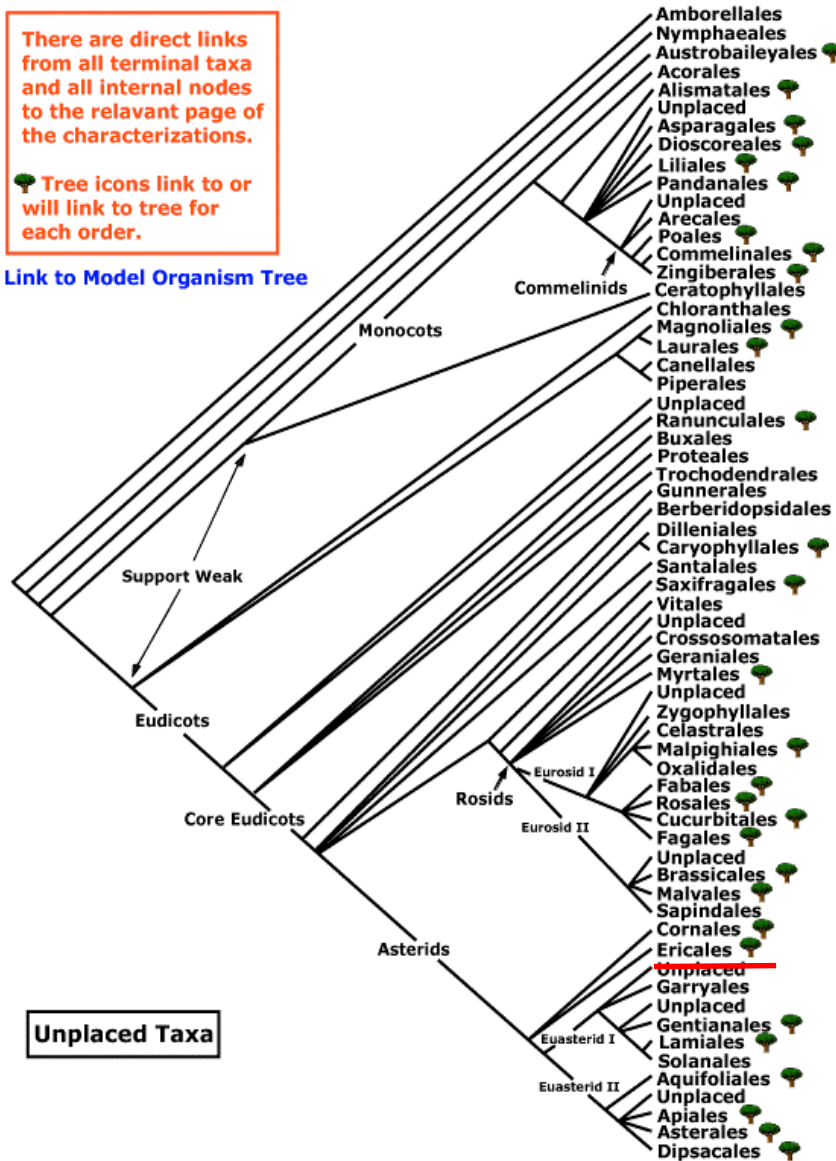 There are direct links
from all terminal taxa
and all internal nodes
to the relavant page of
the characterizations.
Tree icons link to or
will link to tree for
each order.
Link to Model Organism Tree
Amborellales
Nymphaeales
Austrobaileyales
Acorales
Alismatales
Unplaced
Asparagales
Dioscoreales
Liliales
Pandanales
Unplaced
Arecales
Poales
Commelinales
Zingiberales
Commelinids
Ceratophyllales
Chloranthales
Monocots
Magnoliales
Laurales
Canellales
Piperales
Unplaced
Ranunculales
Buxales
Proteales
Trochodendrales
Gunnerales
Berberidopsidales
Dilleniales
Caryophyllales
Support Weak
Santalales
Saxifragales
Vitales
Unplaced
Crossosomatales
Geraniales
Myrtales
Unplaced
Eudicots
Zygophyllales
Celastrales
Malpighiales
Oxalidales
Eurosid I
Rosids
Fabales
Rosales
Cucurbitales
Fagales
Core Eudicots
Eurosid II
Unplaced
Brassicales
Malvales
Sapindales
Cornales
Asterids
Ericales
Unplaced
Garryales
Unplaced
Gentianales
Unplaced Taxa
Euasterid I
Lamiales
Solanales
Aquifoliales
Euasterid II
Unplaced
Apiales
Asterales
Dipsacales